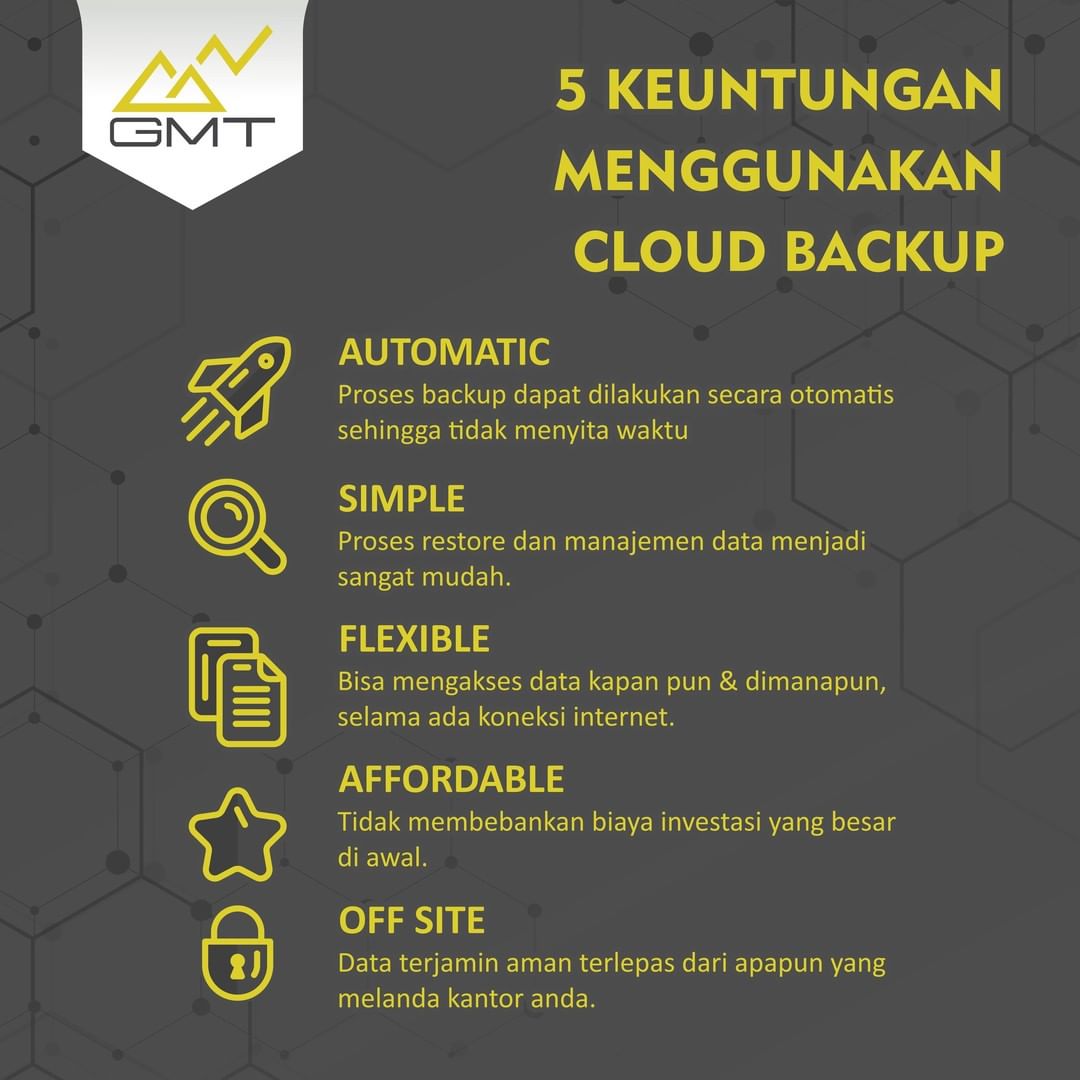 GMT
5 KEUNTUNGAN
MENGGUNAKAN
CLOUD BACKUP
AUTOMATIC
Proses backup dapat dilakukan secara otomatis
sehingga tidak menyita waktu
SIMPLE
Proses restore dan manajemen data menjadi
sangat mudah.
FLEXIBLE
Bisa mengakses data kapan pun & dimanapun,
selama ada koneksi internet.
AFFORDABLE
Tidak membebankan biaya investasi yang besar
di awal.
OFF SITE
Data terjamin aman terlepas dari apapun yang
melanda kantor anda.